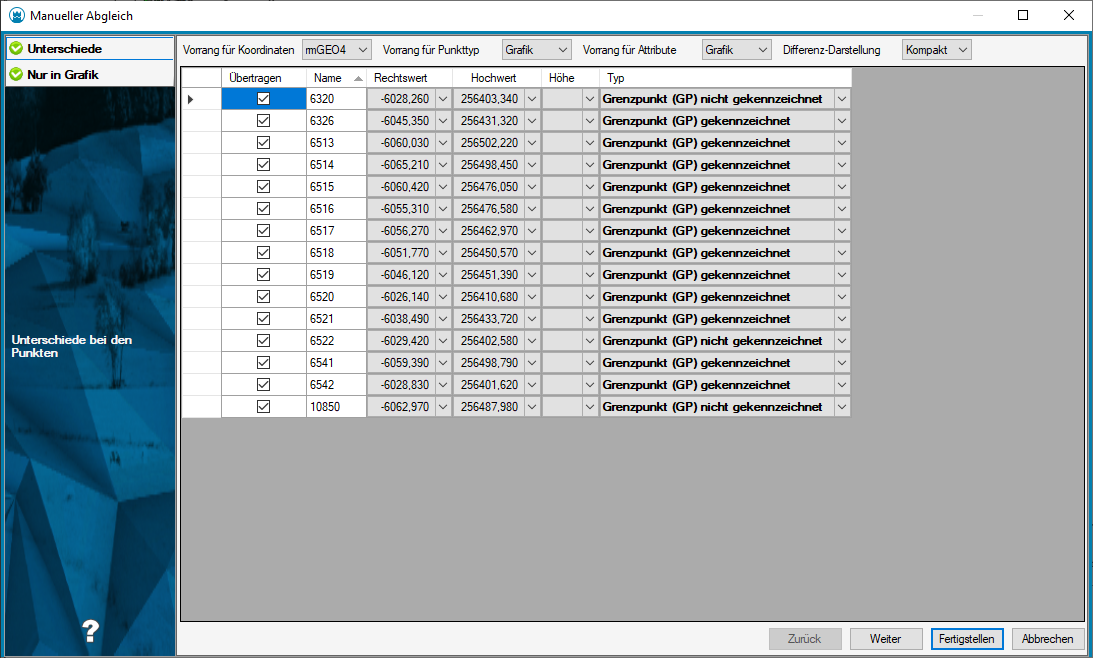 Manueller Abgleich
Unterschiede
Nur in Grafik
Unterschiede bei den
Punkten
?
Vorrang für Koordinaten rmGEO4 Vorrang für Punkttyp Grafik Vorrang für Attribute Grafik Differenz-Darstellung Kompakt
Übertragen Name Rechtswert Hochwert Höhe Typ
6320 -6028,260 256403,340 Grenzpunkt (GP) nicht gekennzeichnet
6326 -6045,350 256431,320 Grenzpunkt (GP) gekennzeichnet
6513 -6060,030 256502,220 Grenzpunkt (GP) gekennzeichnet
6514 -6065,210 256498,450 Grenzpunkt (GP) gekennzeichnet
6515 -6060,420 256476,050 Grenzpunkt (GP) gekennzeichnet
6516 -6055,310 256476,580 Grenzpunkt (GP) gekennzeichnet
6517 -6056,270 256462,970 Grenzpunkt (GP) gekennzeichnet
6518 -6051,770 256450,570 Grenzpunkt (GP) gekennzeichnet
6519 -6046,120 256451,390 Grenzpunkt (GP) gekennzeichnet
6520 -6026,140 256410,680 Grenzpunkt (GP) gekennzeichnet
6521 -6038,490 256433,720 Grenzpunkt (GP) gekennzeichnet
6522 -6029,420 256402,580 Grenzpunkt (GP) nicht gekennzeichnet
6541 -6059,390 256498,790 Grenzpunkt (GP) gekennzeichnet
6542 -6028,830 256401,620 Grenzpunkt (GP) gekennzeichnet
10850 -6062,970 256487,980 Grenzpunkt (GP) nicht gekennzeichnet
Zurück Weiter Fertigstellen Abbrechen